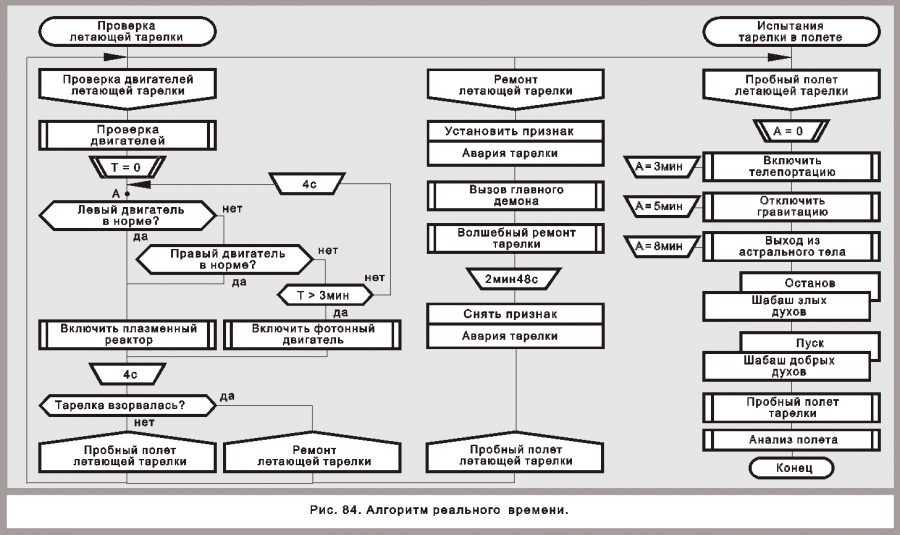 Проверка
летающей тарелки
Проверка двигателей
летающей тарелки
Проверка
двигателей
T = 0
A
4с
Левый двигатель
в норме?
нет
да
Правый двигатель
в норме?
нет
да
T > 3мин
нет
да
Включить плазменный
реактор
Включить фотонный
двигатель
4с
Тарелка взорвалась?
да
нет
Пробный полет
летающей тарелки
Ремонт
летающей тарелки
Ремонт
летающей тарелки
Установить признак
Авария тарелки
Вызов главного
демона
Волшебный ремонт
тарелки
2мин48с
Снять признак
Авария тарелки
Пробный полет
летающей тарелки
Испытания
тарелки в полете
Пробный полет
летающей тарелки
A = 0
A=3мин
Включить
телепортацию
A=5мин
Отключить
гравитацию
A=8мин
Выход из
астрального тела
Останов
Шабаш злых
духов
Пуск
Шабаш добрых
духов
Пробный полет
тарелки
Анализ полета
Конец
Рис. 84. Алгоритм реального времени.